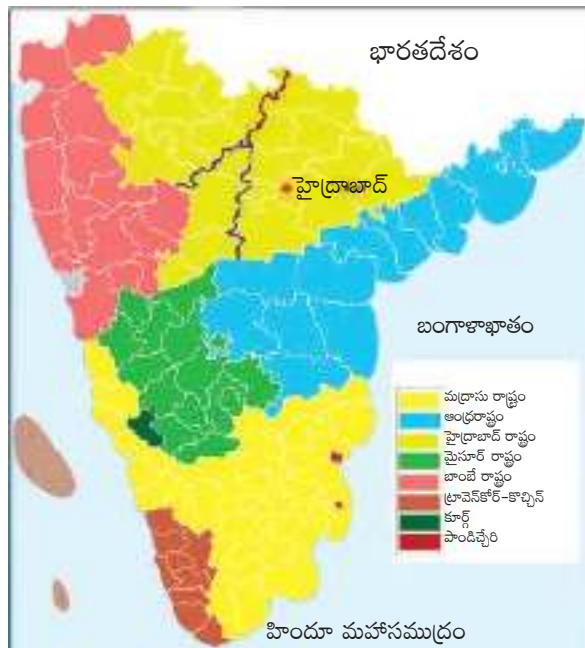 భారతదేశం
హైద్రాబాద్
బంగాళాఖాతం
మద్రాసు రాష్ట్రం
ఆంధ్రరాష్ట్రం
హైద్రాబాద్ రాష్ట్రం
మైసూర్ రాష్ట్రం
బాంబే రాష్ట్రం
ట్రావెన్‌కోర్-కొచ్చిన్
కూర్గ్
పాండిచ్చేరి
హిందూ మహాసముద్రం